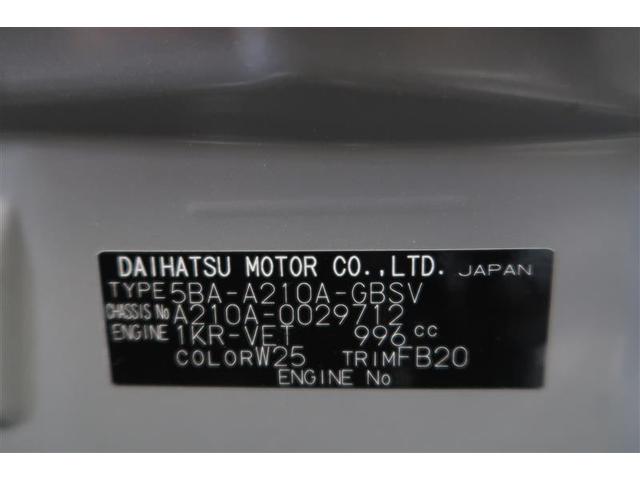 DAIHATSU MOTOR CO.,LTD. JAPAN
TYPE 5BA-A210A-GBSV
CHASSIS No A210A-0029712
ENGINE 1KR-VET 996 cc
COLOR W25 TRIM FB20
ENGINE No